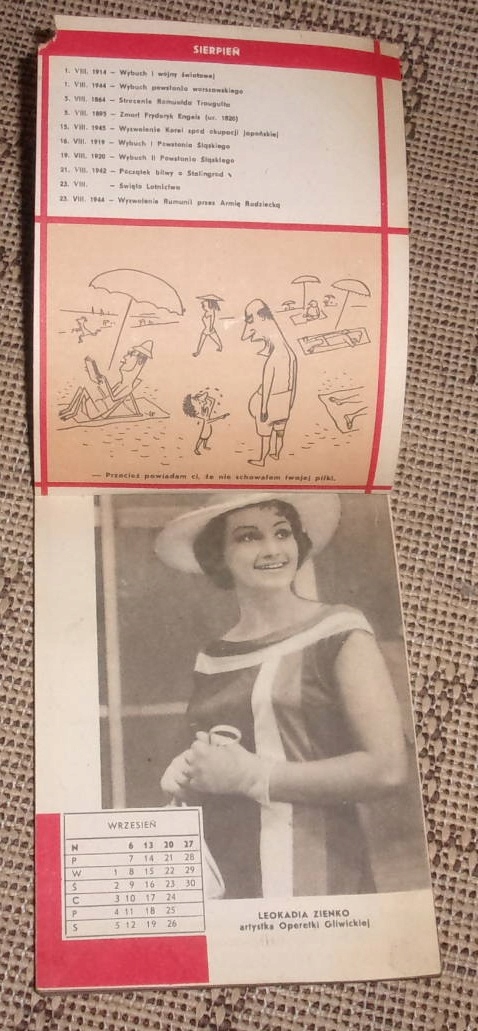 SIERPIEŃ
1. VIII. 1914 — Wybuch I wojny światowej
1. VIII. 1944 — Wybuch powstania warszawskiego
5. VIII. 1864 — Stracenie Romualda Traugutta
5. VIII. 1895 — Zmarł Fryderyk Engels (ur. 1820)
15. VIII. 1945 — Wyzwolenie Korei spod okupacji japońskiej
16. VIII. 1919 — Wybuch I Powstania Śląskiego
19. VIII. 1920 — Wybuch II Powstania Śląskiego
21. VIII. 1942 — Początek bitwy o Stalingrad
23. VIII. — Święto Lotnictwa
23. VIII. 1944 — Wyzwolenie Rumunii przez Armię Radziecką
— Przecież powiadam ci, że nie schowałem twojej piłki.
WRZESIEŃ
N 6 13 20 27
P 7 14 21 28
W 1 8 15 22 29
Ś 2 9 16 23 30
C 3 10 17 24
P 4 11 18 25
S 5 12 19 26
LEOKADIA ZIENKO
artystka Operetki Gliwickiej